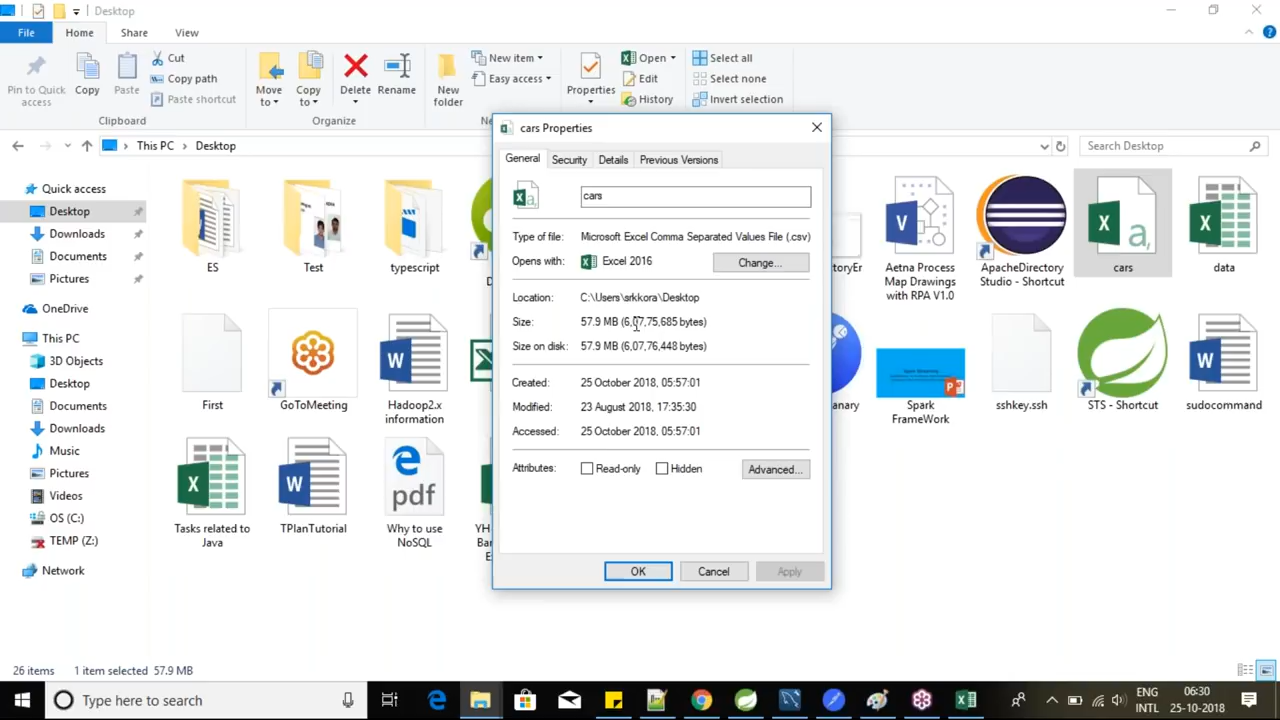 Desktop
File
Home
Share
View
Pin to Quick access
Copy
Paste
Cut
Copy path
Paste shortcut
Clipboard
Move to
Copy to
Delete
Rename
Organize
New folder
New item
Easy access
Properties
Open
Edit
History
Select all
Select none
Invert selection
This PC
Desktop
Search Desktop
Quick access
Desktop
Downloads
Documents
Pictures
OneDrive
This PC
3D Objects
Desktop
Documents
Downloads
Music
Pictures
Videos
OS (C:)
TEMP (Z:)
Network
ES
Test
typescript
Aetna Process
Map Drawings
with RPA V1.0
ApacheDirectory
Studio - Shortcut
cars
data
First
GoToMeeting
Hadoop2.x
information
Spark
FrameWork
sshkey.ssh
STS - Shortcut
sudocommand
Tasks related to
Java
TPlanTutorial
pdf
Why to use
NoSQL
cars Properties
General
Security
Details
Previous Versions
cars
Type of file: Microsoft Excel Comma Separated Values File (.csv)
Opens with: Excel 2016
Change...
Location: C:\Users\srkkora\Desktop
Size: 57.9 MB (6,07,75,685 bytes)
Size on disk: 57.9 MB (6,07,76,448 bytes)
Created: 25 October 2018, 05:57:01
Modified: 23 August 2018, 17:35:30
Accessed: 25 October 2018, 05:57:01
Attributes: Read-only Hidden
Advanced...
OK
Cancel
Apply
26 items 1 item selected 57.9 MB
Type here to search
ENG
INTL
06:30
25-10-2018